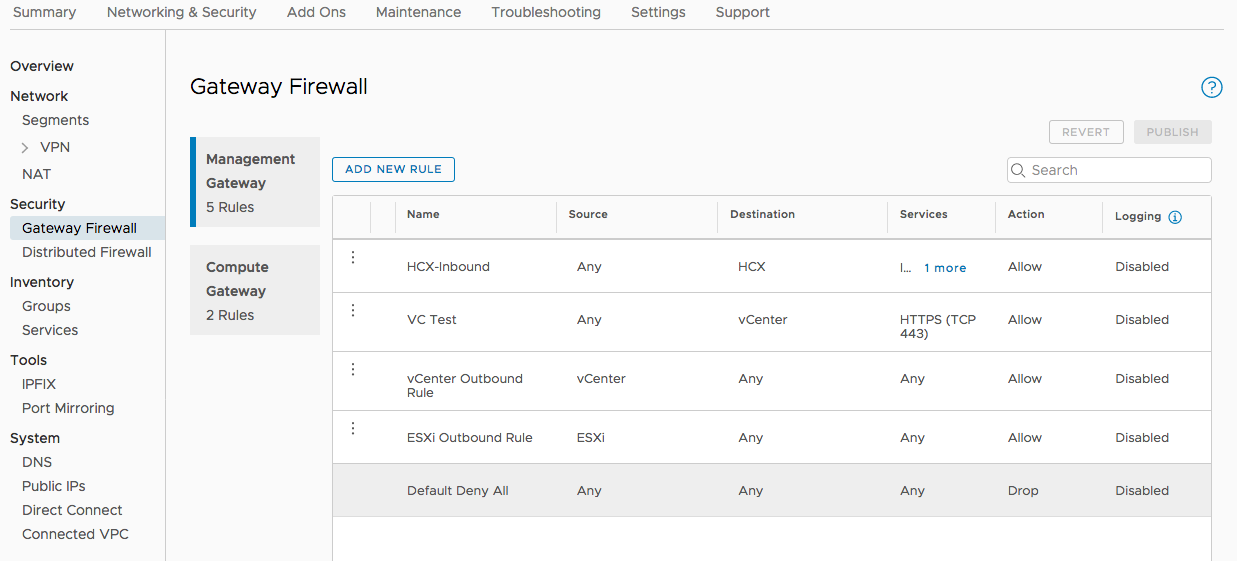 Summary Networking & Security Add Ons Maintenance Troubleshooting Settings Support
Overview
Network
Segments
VPN
NAT
Security
Gateway Firewall
Distributed Firewall
Inventory
Groups
Services
Tools
IPFIX
Port Mirroring
System
DNS
Public IPs
Direct Connect
Connected VPC
Gateway Firewall
?
REVERT PUBLISH
Management
Gateway
5 Rules
Compute
Gateway
2 Rules
ADD NEW RULE
Search
Name Source Destination Services Action Logging
HCX-Inbound Any HCX I... 1 more Allow Disabled
VC Test Any vCenter HTTPS (TCP
443) Allow Disabled
vCenter Outbound
Rule vCenter Any Any Allow Disabled
ESXi Outbound Rule ESXi Any Any Allow Disabled
Default Deny All Any Any Any Drop Disabled